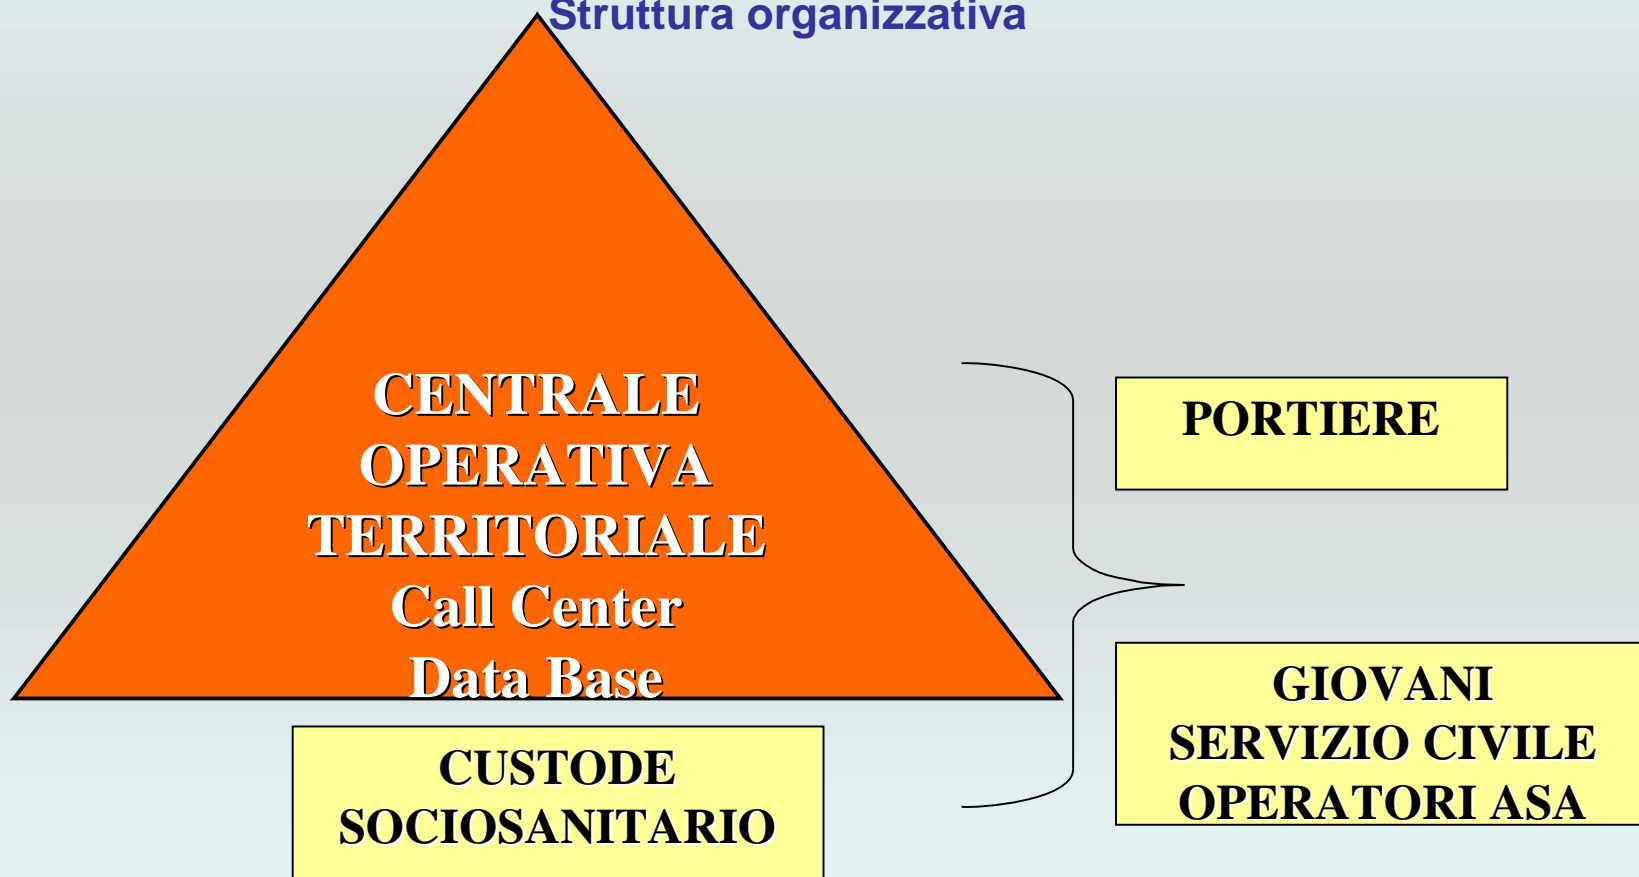 Struttura organizzativa
CENTRALE
OPERATIVA
TERRITORIALE
Call Center
Data Base
PORTIERE
GIOVANI
SERVIZIO CIVILE
OPERATORI ASA
CUSTODE
SOCIOSANITARIO